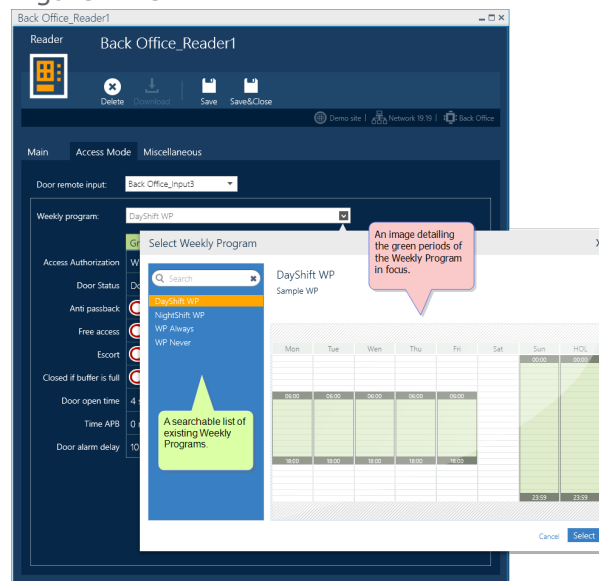 Back Office_Reader1
Reader
Back Office_Reader1
Delete
Download
Save
Save&Close
Demo site | Network 19.19 | Back Office
Main
Access Mode
Miscellaneous
Door remote input:
Back Office_Input3
Weekly program:
DayShift WP
Access Authorization
Door Status
Anti passback
Free access
Escort
Closed if buffer is full
Door open time
Time APB
Door alarm delay
Select Weekly Program
Search
DayShift WP
NightShift WP
WP Always
WP Never
A searchable list of
existing Weekly
Programs.
DayShift WP
Sample WP
An image detailing
the green periods of
the Weekly Program
in focus.
Mon Tue Wen Thu Fri Sat Sun HOL
00:00 00:00
06:00 06:00 06:00 06:00 06:00
18:00 18:00 18:00 18:00 18:00
23:59 23:59
Cancel
Select